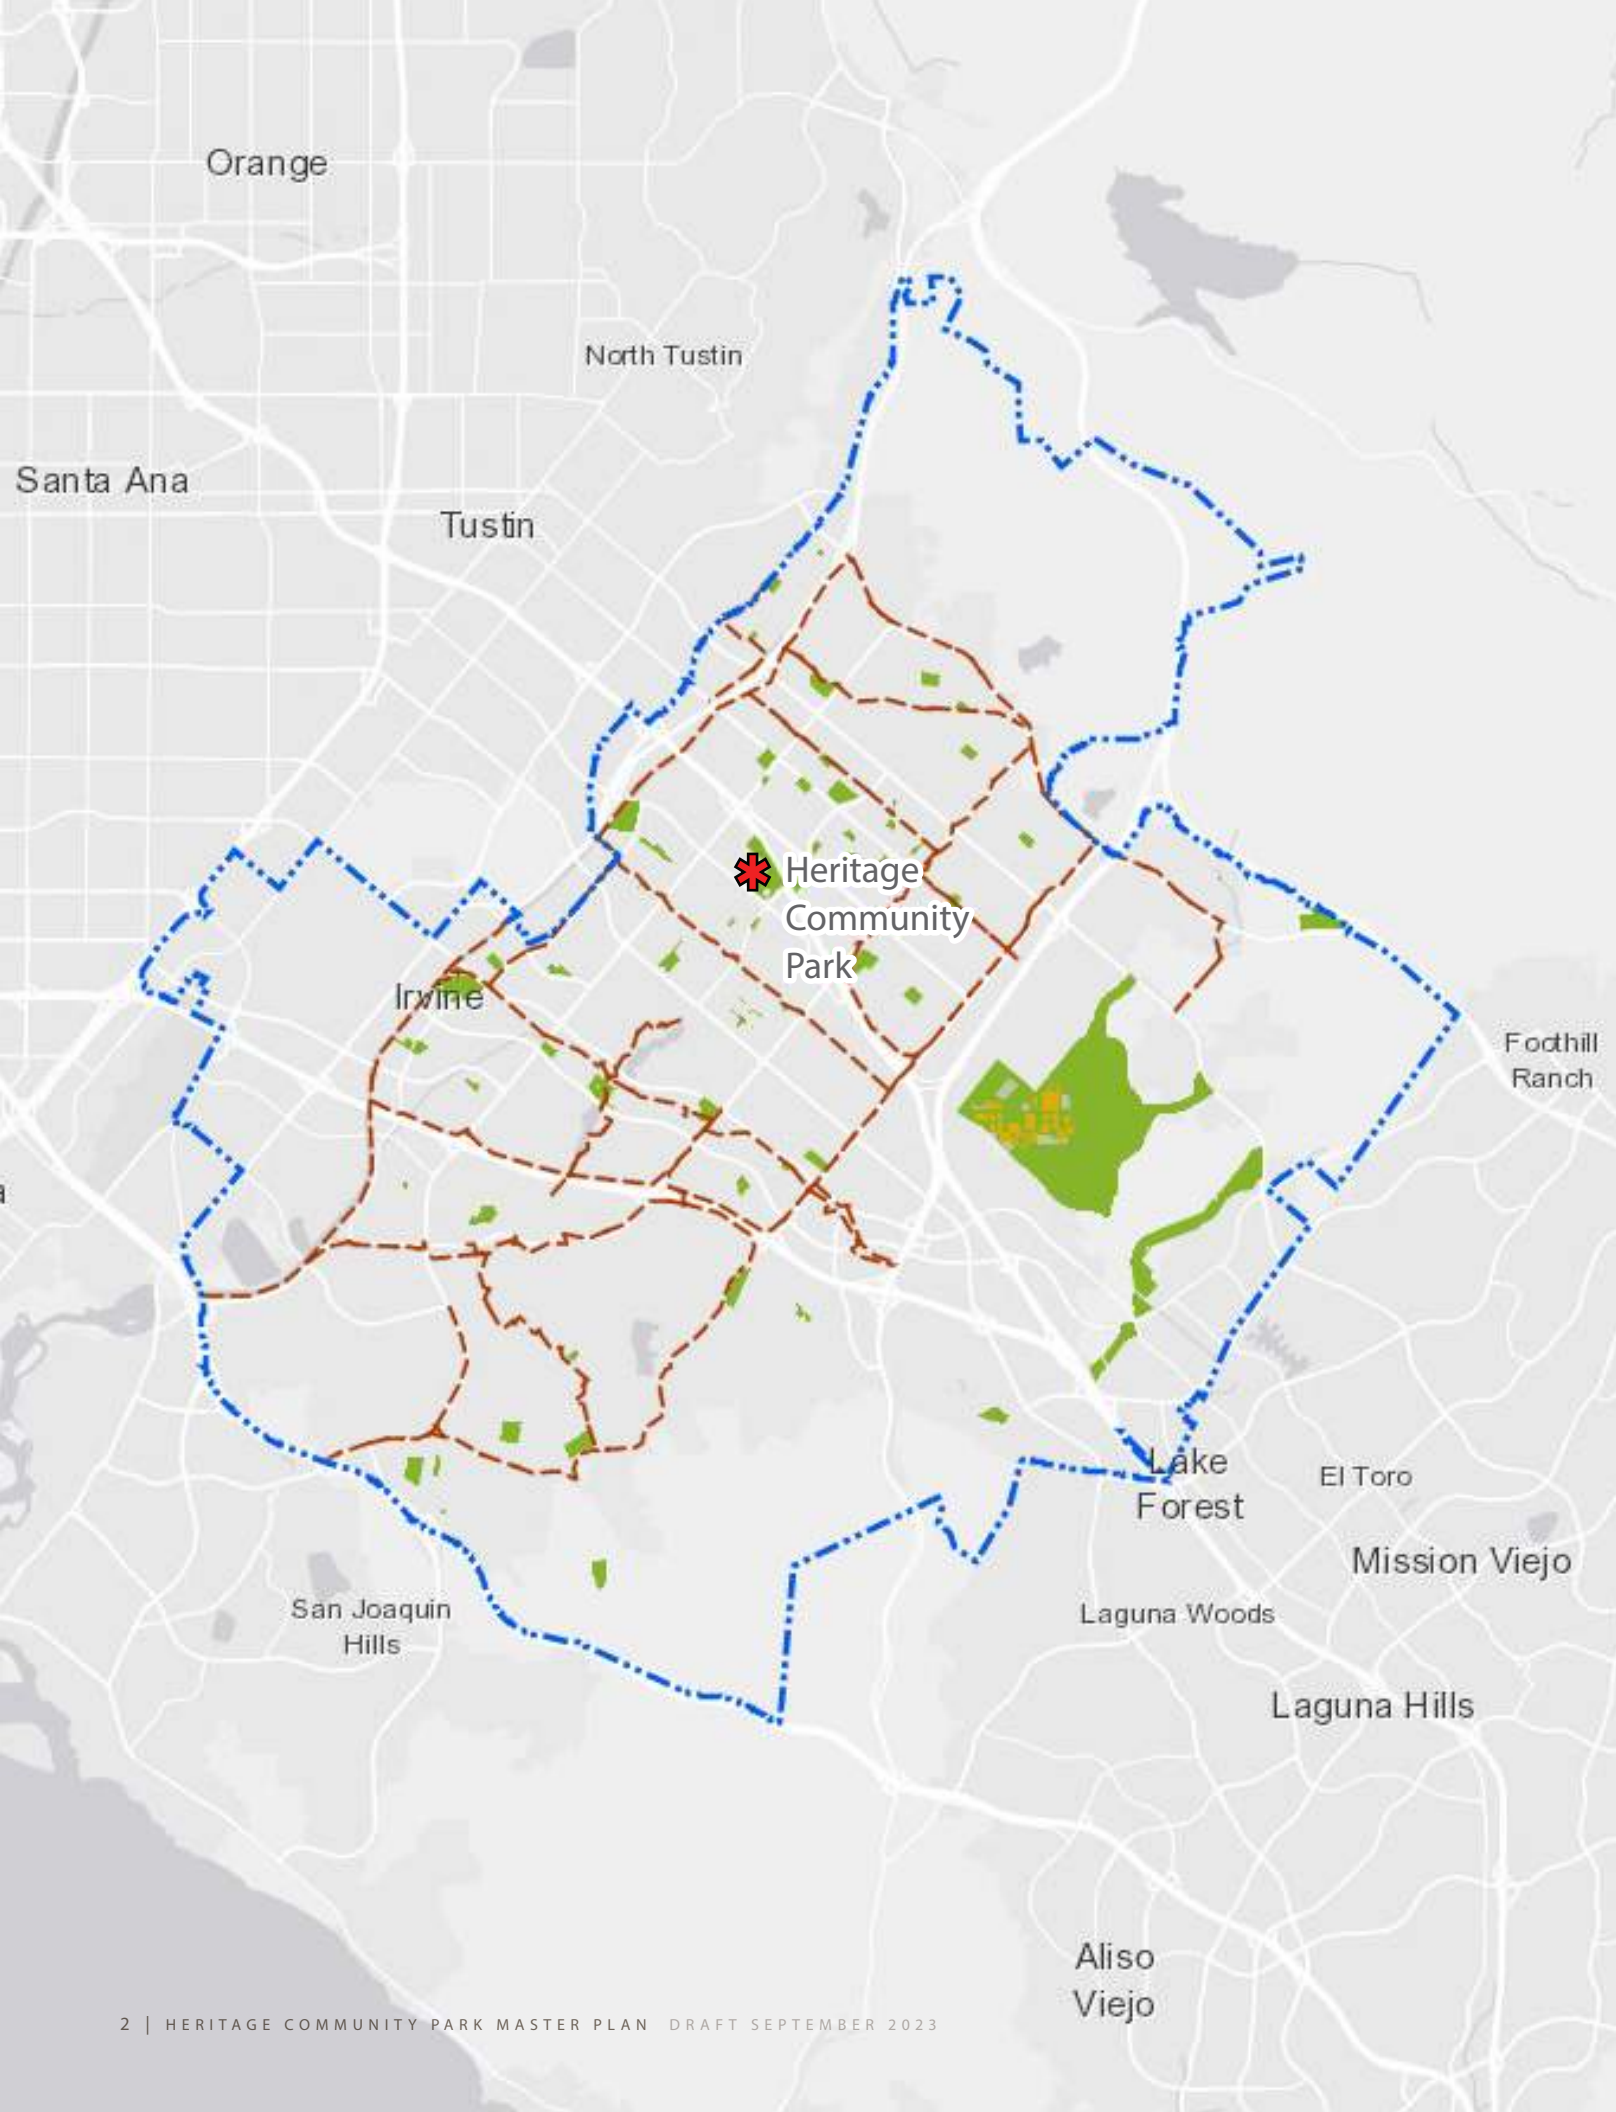 Orange
North Tustin
Santa Ana
Tustin
Heritage
Community
Park
Irvine
Foothill
Ranch
a
Lake
Forest
El Toro
Mission Viejo
San Joaquin
Hills
Laguna Woods
Laguna Hills
Aliso
Viejo
2 | HERITAGE COMMUNITY PARK MASTER PLAN DRAFT SEPTEMBER 2023